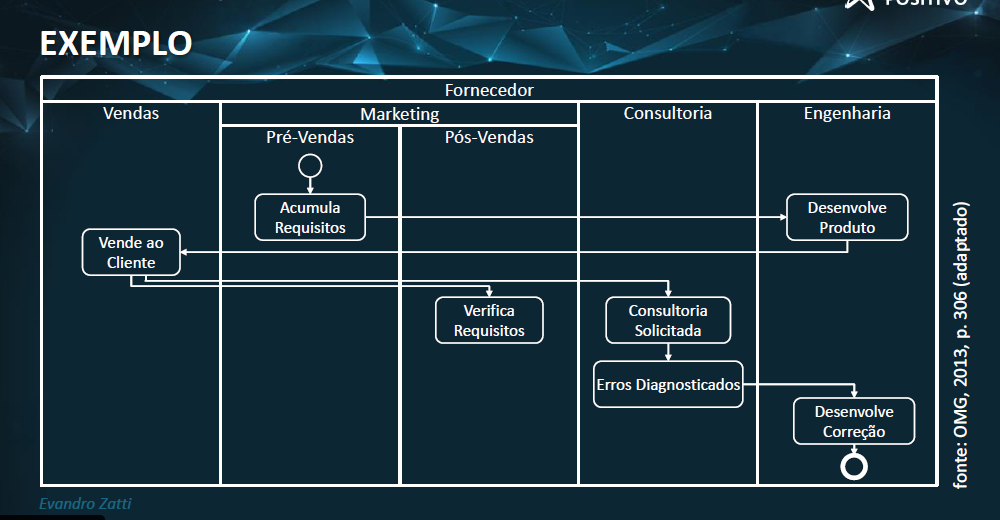 POSITIVO
EXEMPLO
Fornecedor
Vendas
Marketing
Consultoria
Engenharia
Pré-Vendas
Pós-Vendas
Acumula
Requisitos
Desenvolve
Produto
Vende ao
Cliente
Verifica
Requisitos
Consultoria
Solicitada
Erros Diagnosticados
Desenvolve
Correção
fonte: OMG, 2013, p. 306 (adaptado)
Evandro Zatti